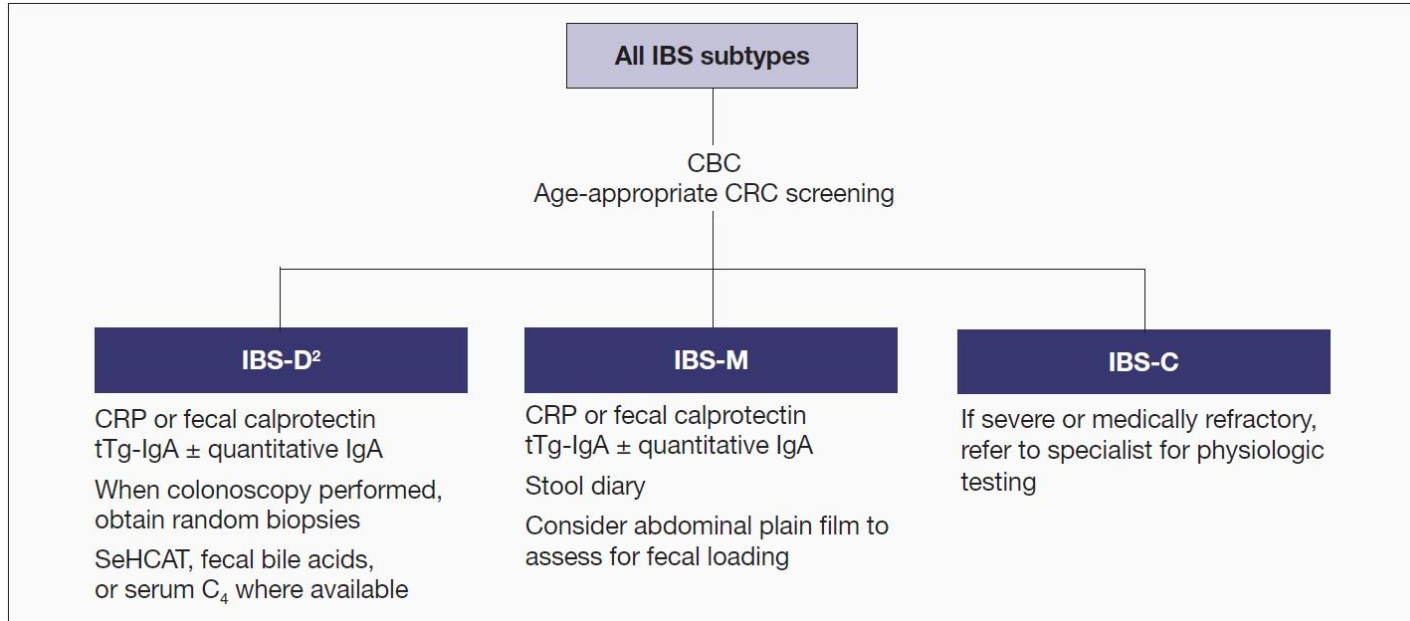 All IBS subtypes
CBC
Age-appropriate CRC screening
IBS-D²
CRP or fecal calprotectin
tTg-IgA ± quantitative IgA
When colonoscopy performed,
obtain random biopsies
SeHCAT, fecal bile acids,
or serum C₄ where available
IBS-M
CRP or fecal calprotectin
tTg-IgA ± quantitative IgA
Stool diary
Consider abdominal plain film to
assess for fecal loading
IBS-C
If severe or medically refractory,
refer to specialist for physiologic
testing